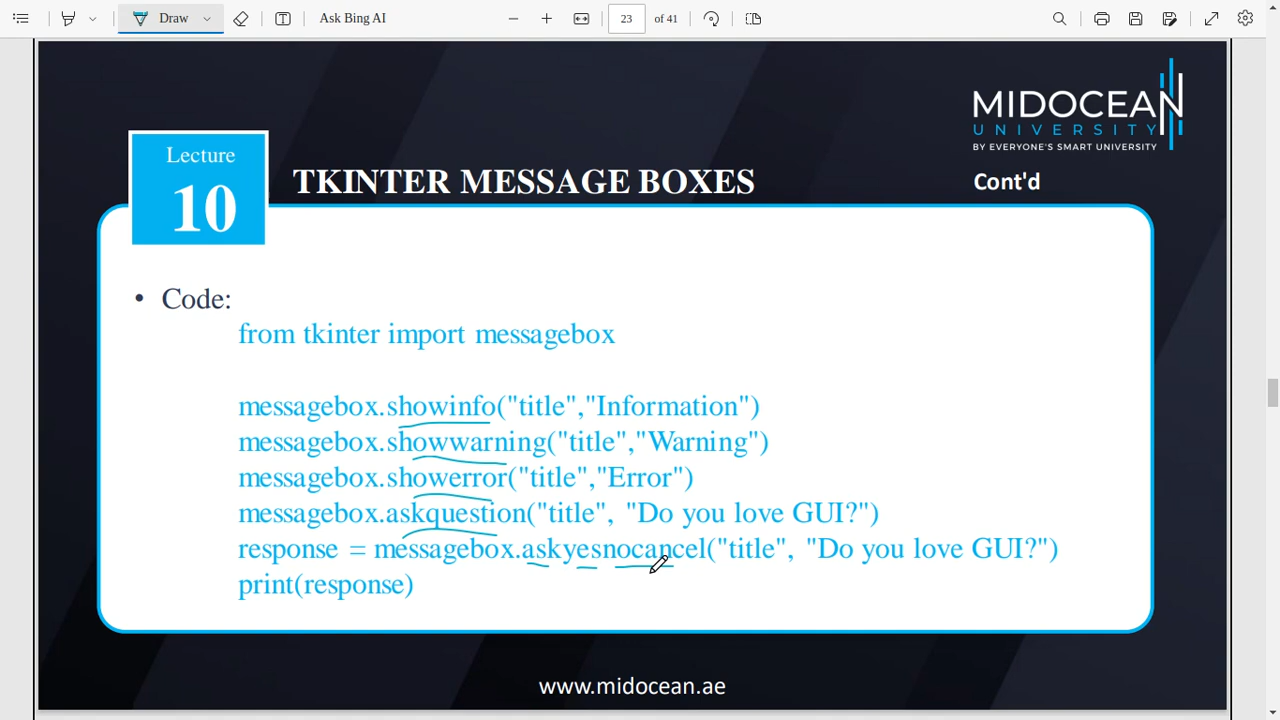 Draw
Ask Bing AI
23
of 41
MIDOCEAN
UNIVERSITY
BY EVERYONE'S SMART UNIVERSITY
Lecture
10
TKINTER MESSAGE BOXES
Cont'd
• Code:
from tkinter import messagebox
messagebox.showinfo("title","Information")
messagebox.showwarning("title","Warning")
messagebox.showerror("title","Error")
messagebox.askquestion("title", "Do you love GUI?")
response = messagebox.askyesnocancel("title", "Do you love GUI?")
print(response)
www.midocean.ae